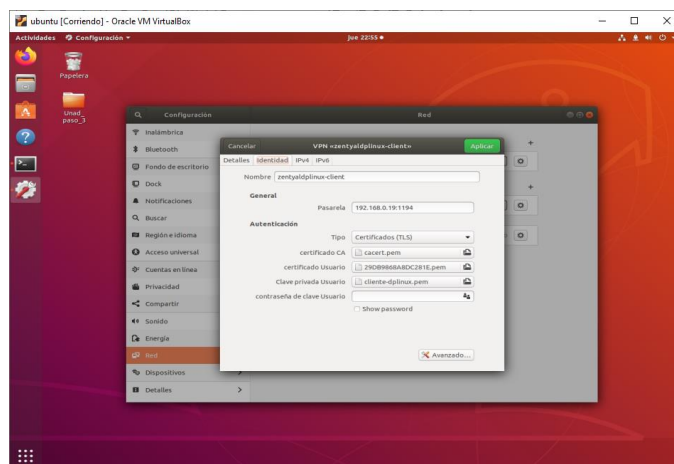 ubuntu [Corriendo] - Oracle VM VirtualBox
Actividades Configuración jue 22:55
Papelera
Unad_
paso_3
Configuración Red
Inalámbrica
Bluetooth
Fondo de escritorio
Dock
Notificaciones
Buscar
Región e idioma
Acceso universal
Cuentas en línea
Privacidad
Compartir
Sonido
Energía
Red
Dispositivos
Detalles
Cancelar VPN «zentyaldplinux-client» Aplicar
Detalles Identidad IPv4 IPv6
Nombre zentyaldplinux-client
General
Pasarela 192.168.0.19:1194
Autenticación
Tipo Certificados (TLS)
certificado CA cacert.pem
certificado Usuario 29DB9868A8DC281E.pem
Clave privada Usuario cliente-dplinux.pem
contraseña de clave Usuario
Show password
Avanzado...